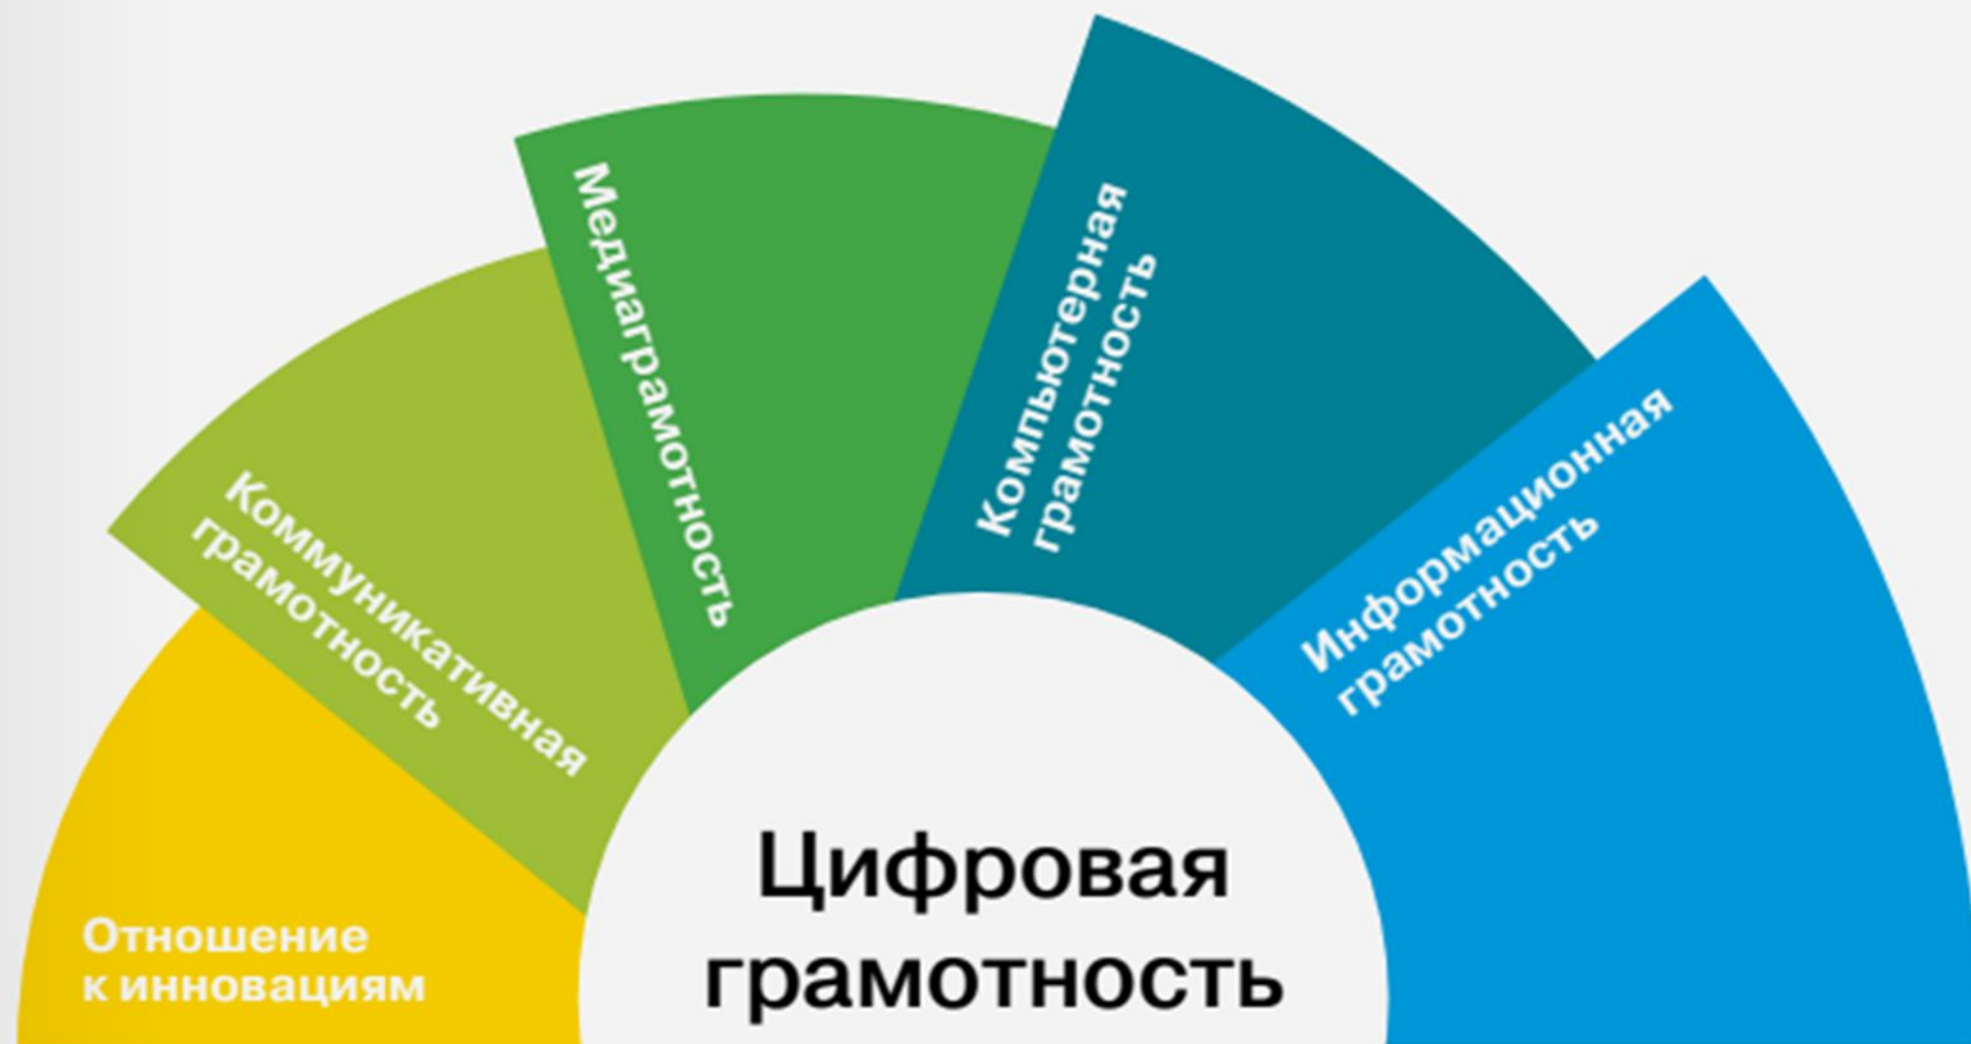 Отношение
к инновациям
Коммуникативная
грамотность
Медиаграмотность
Компьютерная
грамотность
Информационная
грамотность
Цифровая
грамотность